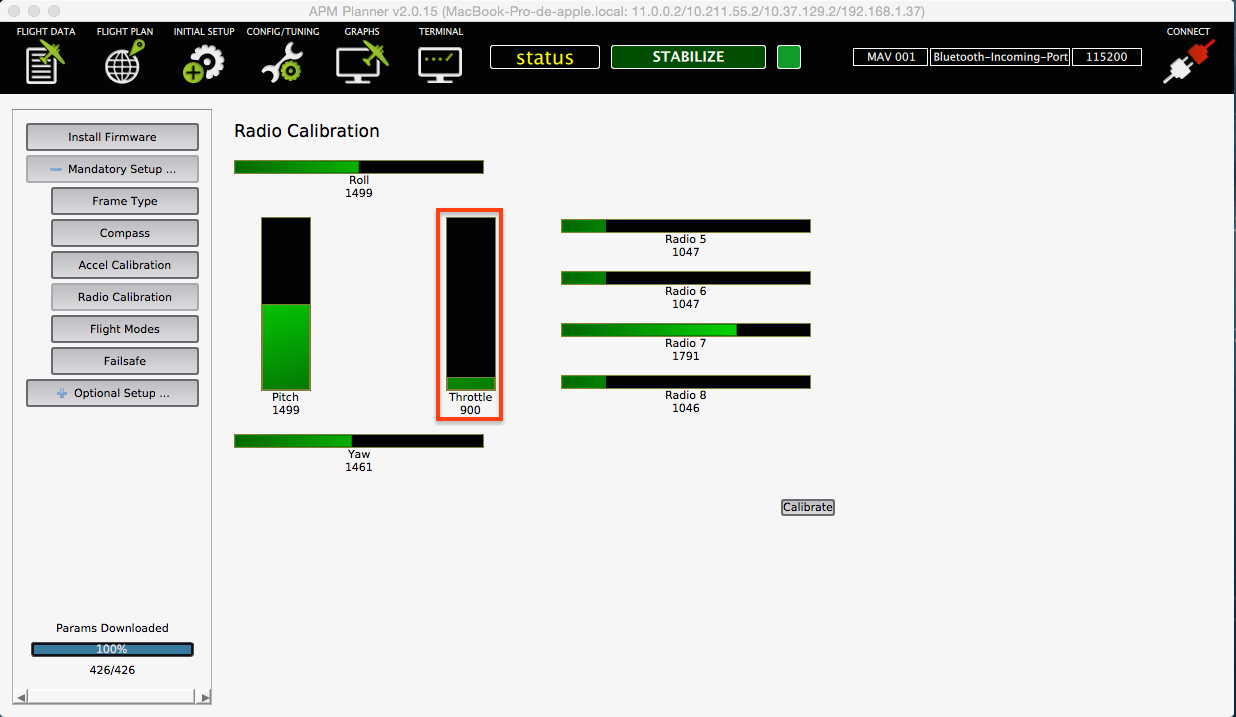 APM Planner v2.0.15 (MacBook-Pro-de-apple.local: 11.0.0.2/10.211.55.2/10.37.129.2/192.168.1.37)
FLIGHT DATA
FLIGHT PLAN
INITIAL SETUP
CONFIG/TUNING
GRAPHS
TERMINAL
CONNECT
status
STABILIZE
MAV 001
Bluetooth-Incoming-Port
115200
Install Firmware
Mandatory Setup ...
Frame Type
Compass
Accel Calibration
Radio Calibration
Flight Modes
Failsafe
Optional Setup ...
Params Downloaded
100%
426/426
Radio Calibration
Roll
1499
Pitch
1499
Throttle
900
Yaw
1461
Radio 5
1047
Radio 6
1047
Radio 7
1791
Radio 8
1046
Calibrate